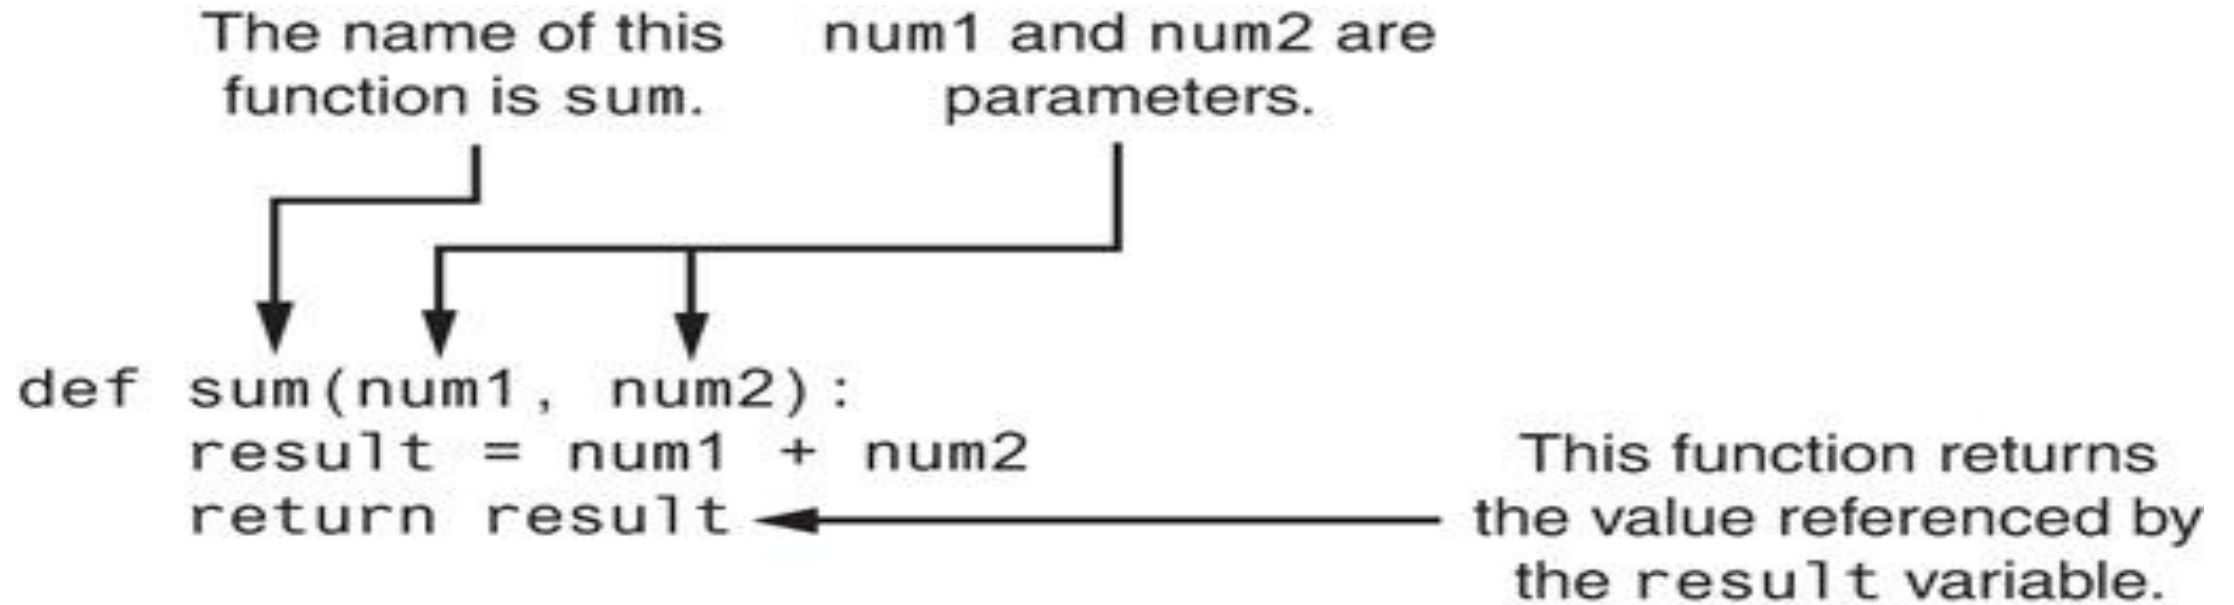 The name of this
function is sum.
num1 and num2 are
parameters.
def sum(num1, num2):
result = num1 + num2
return result
This function returns
the value referenced by
the result variable.